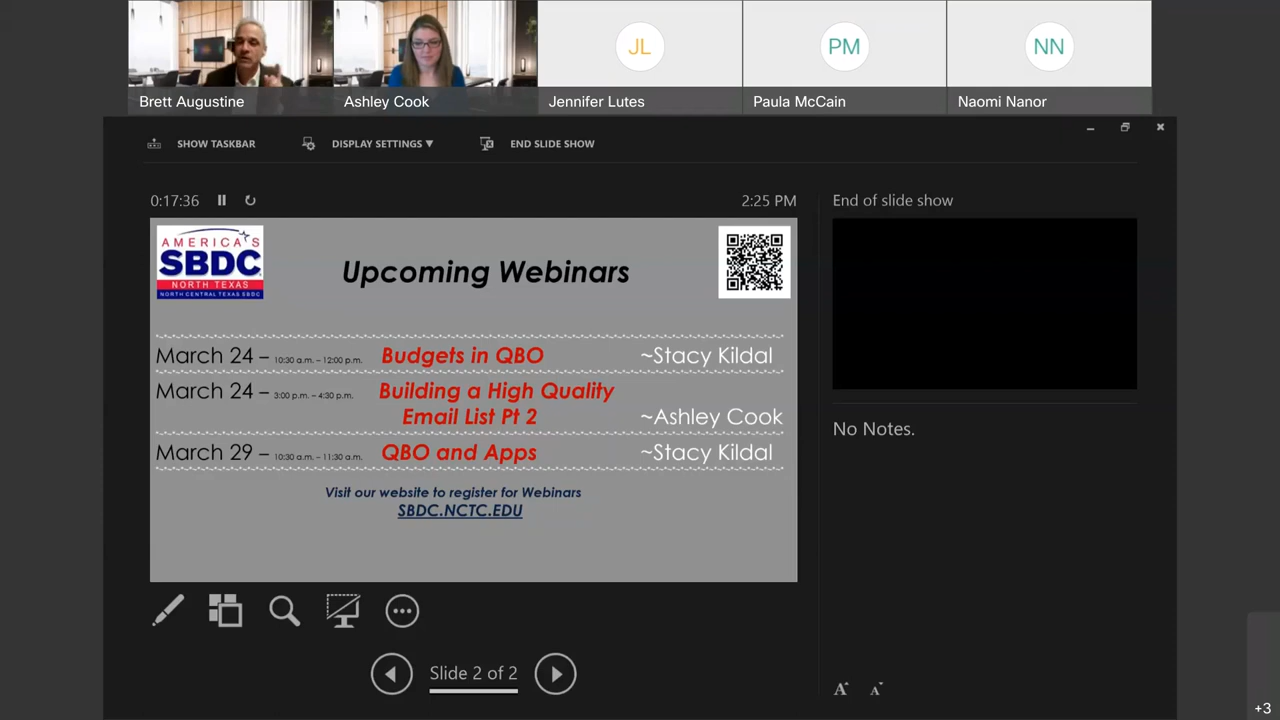 JL
PM
NN
Brett Augustine
Ashley Cook
Jennifer Lutes
Paula McCain
Naomi Nanor
SHOW TASKBAR
DISPLAY SETTINGS ▼
END SLIDE SHOW
0:17:36
2:25 PM
End of slide show
AMERICA'S
SBDC
NORTH TEXAS
NORTH CENTRAL TEXAS SBDC
Upcoming Webinars
March 24 – 10:30 a.m. – 12:00 p.m. Budgets in QBO ~Stacy Kildal
March 24 – 3:00 p.m. – 4:30 p.m. Building a High Quality
Email List Pt 2 ~Ashley Cook
March 29 – 10:30 a.m. – 11:30 a.m. QBO and Apps ~Stacy Kildal
Visit our website to register for Webinars
SBDC.NCTC.EDU
No Notes.
Slide 2 of 2
A A
+3